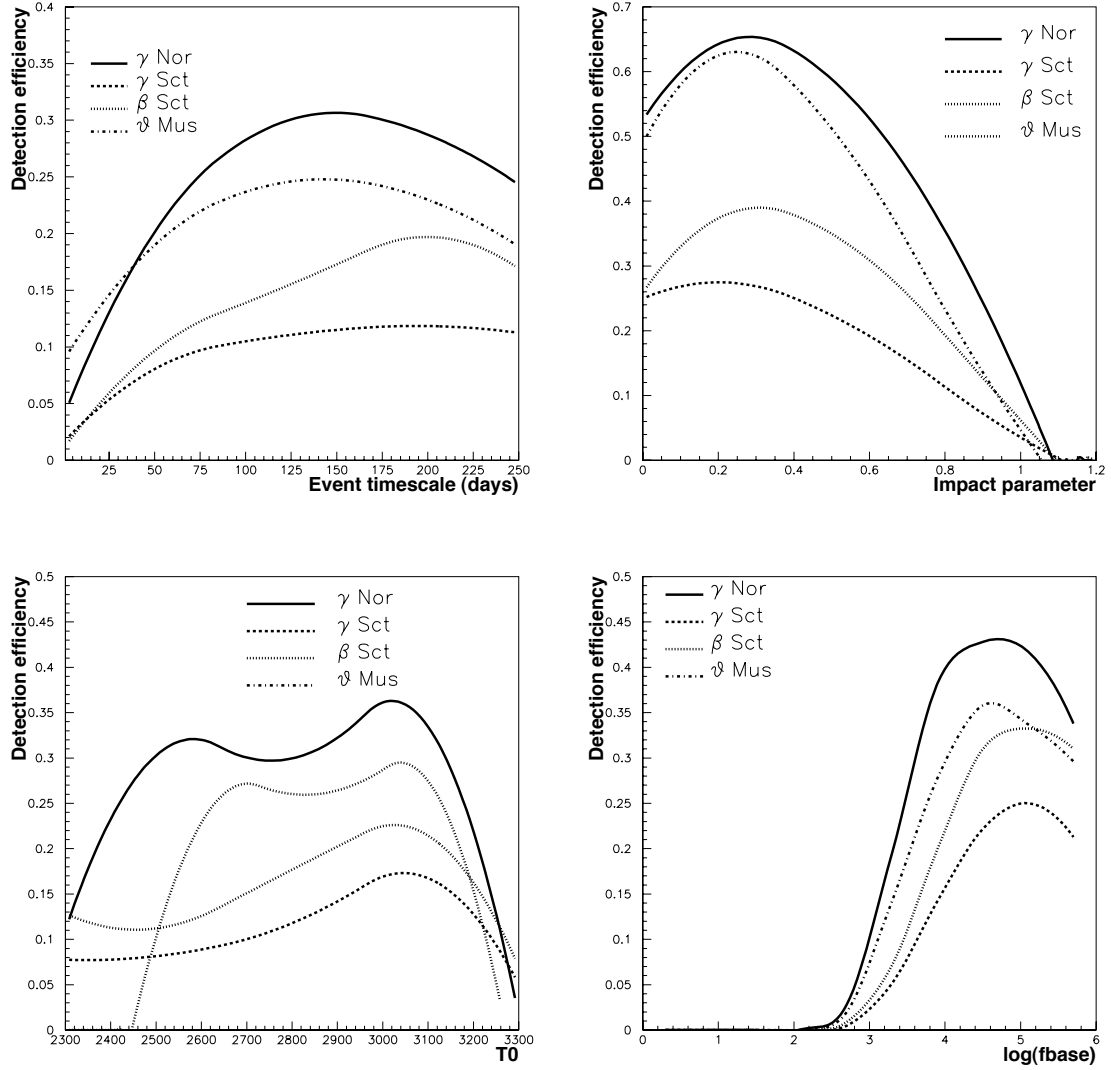 Detection efficiency
0.4
0.35
0.3
0.25
0.2
0.15
0.1
0.05
0
γ Nor
γ Sct
β Sct
ϑ Mus
25 50 75 100 125 150 175 200 225 250
Event timescale (days)
Detection efficiency
0.7
0.6
0.5
0.4
0.3
0.2
0.1
0
γ Nor
γ Sct
β Sct
ϑ Mus
0 0.2 0.4 0.6 0.8 1 1.2
Impact parameter
Detection efficiency
0.5
0.45
0.4
0.35
0.3
0.25
0.2
0.15
0.1
0.05
0
γ Nor
γ Sct
β Sct
ϑ Mus
2300 2400 2500 2600 2700 2800 2900 3000 3100 3200 3300
T0
Detection efficiency
0.5
0.45
0.4
0.35
0.3
0.25
0.2
0.15
0.1
0.05
0
γ Nor
γ Sct
β Sct
ϑ Mus
0 1 2 3 4 5 6
log(fbase)